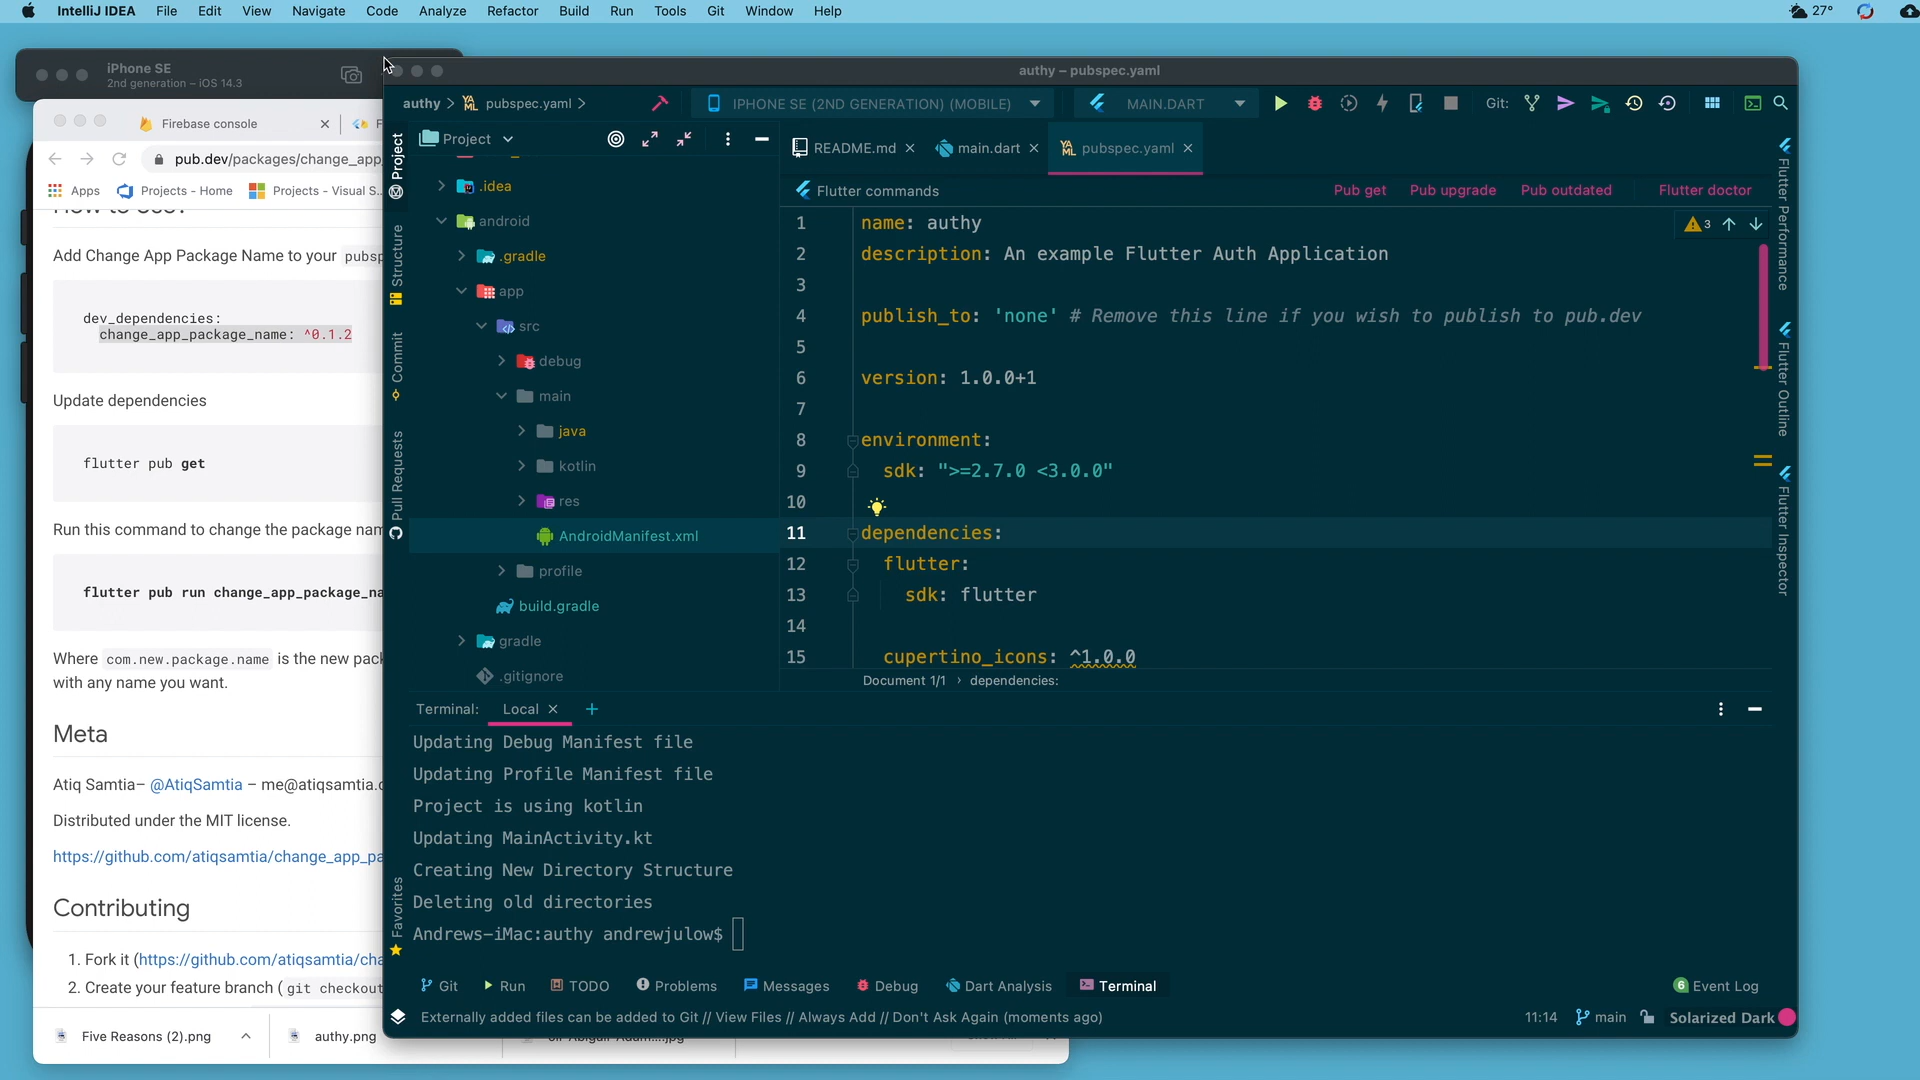 IntelliJ IDEA File Edit View Navigate Code Analyze Refactor Build Run Tools Git Window Help
27°
iPhone SE
2nd generation – iOS 14.3
Firebase console
pub.dev/packages/change_app_
Apps Projects - Home Projects - Visual S...
How to Use?
Add Change App Package Name to your pubsp
dev_dependencies:
change_app_package_name: ^0.1.2
Update dependencies
flutter pub get
Run this command to change the package nam
flutter pub run change_app_package_na
Where com.new.package.name is the new pack
with any name you want.
Meta
Atiq Samtia– @AtiqSamtia – me@atiqsamtia.c
Distributed under the MIT license.
https://github.com/atiqsamtia/change_app_pa
Contributing
1. Fork it (https://github.com/atiqsamtia/cha
2. Create your feature branch ( git checkout
Five Reasons (2).png
authy.png
authy – pubspec.yaml
authy > pubspec.yaml >
IPHONE SE (2ND GENERATION) (MOBILE)
MAIN.DART
Git:
Project
README.md
main.dart
pubspec.yaml
Flutter commands
Pub get Pub upgrade Pub outdated Flutter doctor
Project
Structure
Commit
Pull Requests
Favorites
.idea
android
.gradle
app
src
debug
main
java
kotlin
res
AndroidManifest.xml
profile
build.gradle
gradle
.gitignore
3
1 name: authy
2 description: An example Flutter Auth Application
3
4 publish_to: 'none' # Remove this line if you wish to publish to pub.dev
5
6 version: 1.0.0+1
7
8 environment:
9 sdk: ">=2.7.0 <3.0.0"
10
11 dependencies:
12 flutter:
13 sdk: flutter
14
15 cupertino_icons: ^1.0.0
Document 1/1 › dependencies:
Flutter Performance
Flutter Outline
Flutter Inspector
Terminal: Local
Updating Debug Manifest file
Updating Profile Manifest file
Project is using kotlin
Updating MainActivity.kt
Creating New Directory Structure
Deleting old directories
Andrews-iMac:authy andrewjulow$
Git Run TODO Problems Messages Debug Dart Analysis Terminal
6 Event Log
Externally added files can be added to Git // View Files // Always Add // Don't Ask Again (moments ago)
11:14 main Solarized Dark